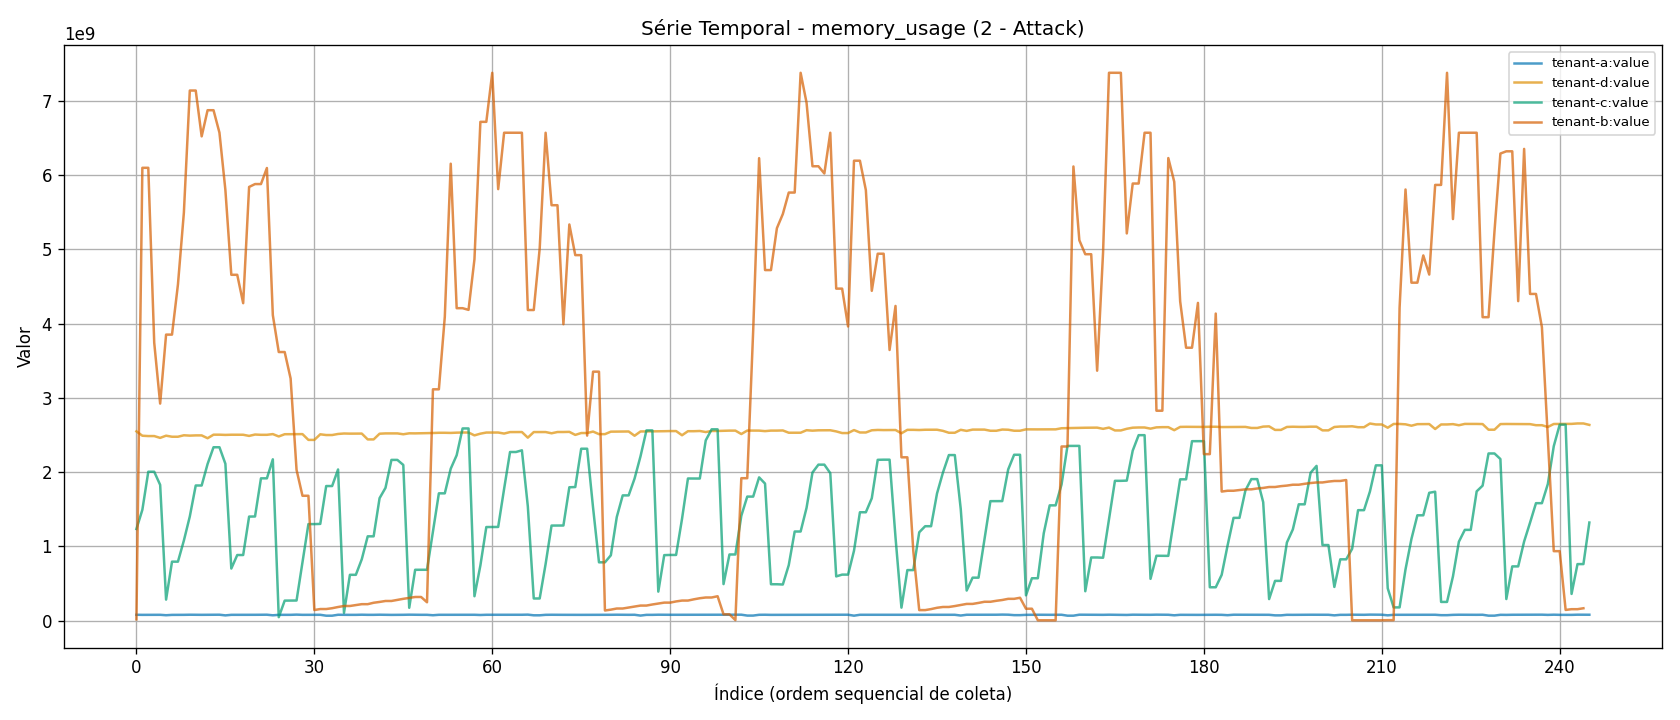 Série Temporal - memory_usage (2 - Attack)
1e9
tenant-a:value
tenant-d:value
tenant-c:value
tenant-b:value
7
6
5
4
3
2
1
0
Valor
0 30 60 90 120 150 180 210 240
Índice (ordem sequencial de coleta)